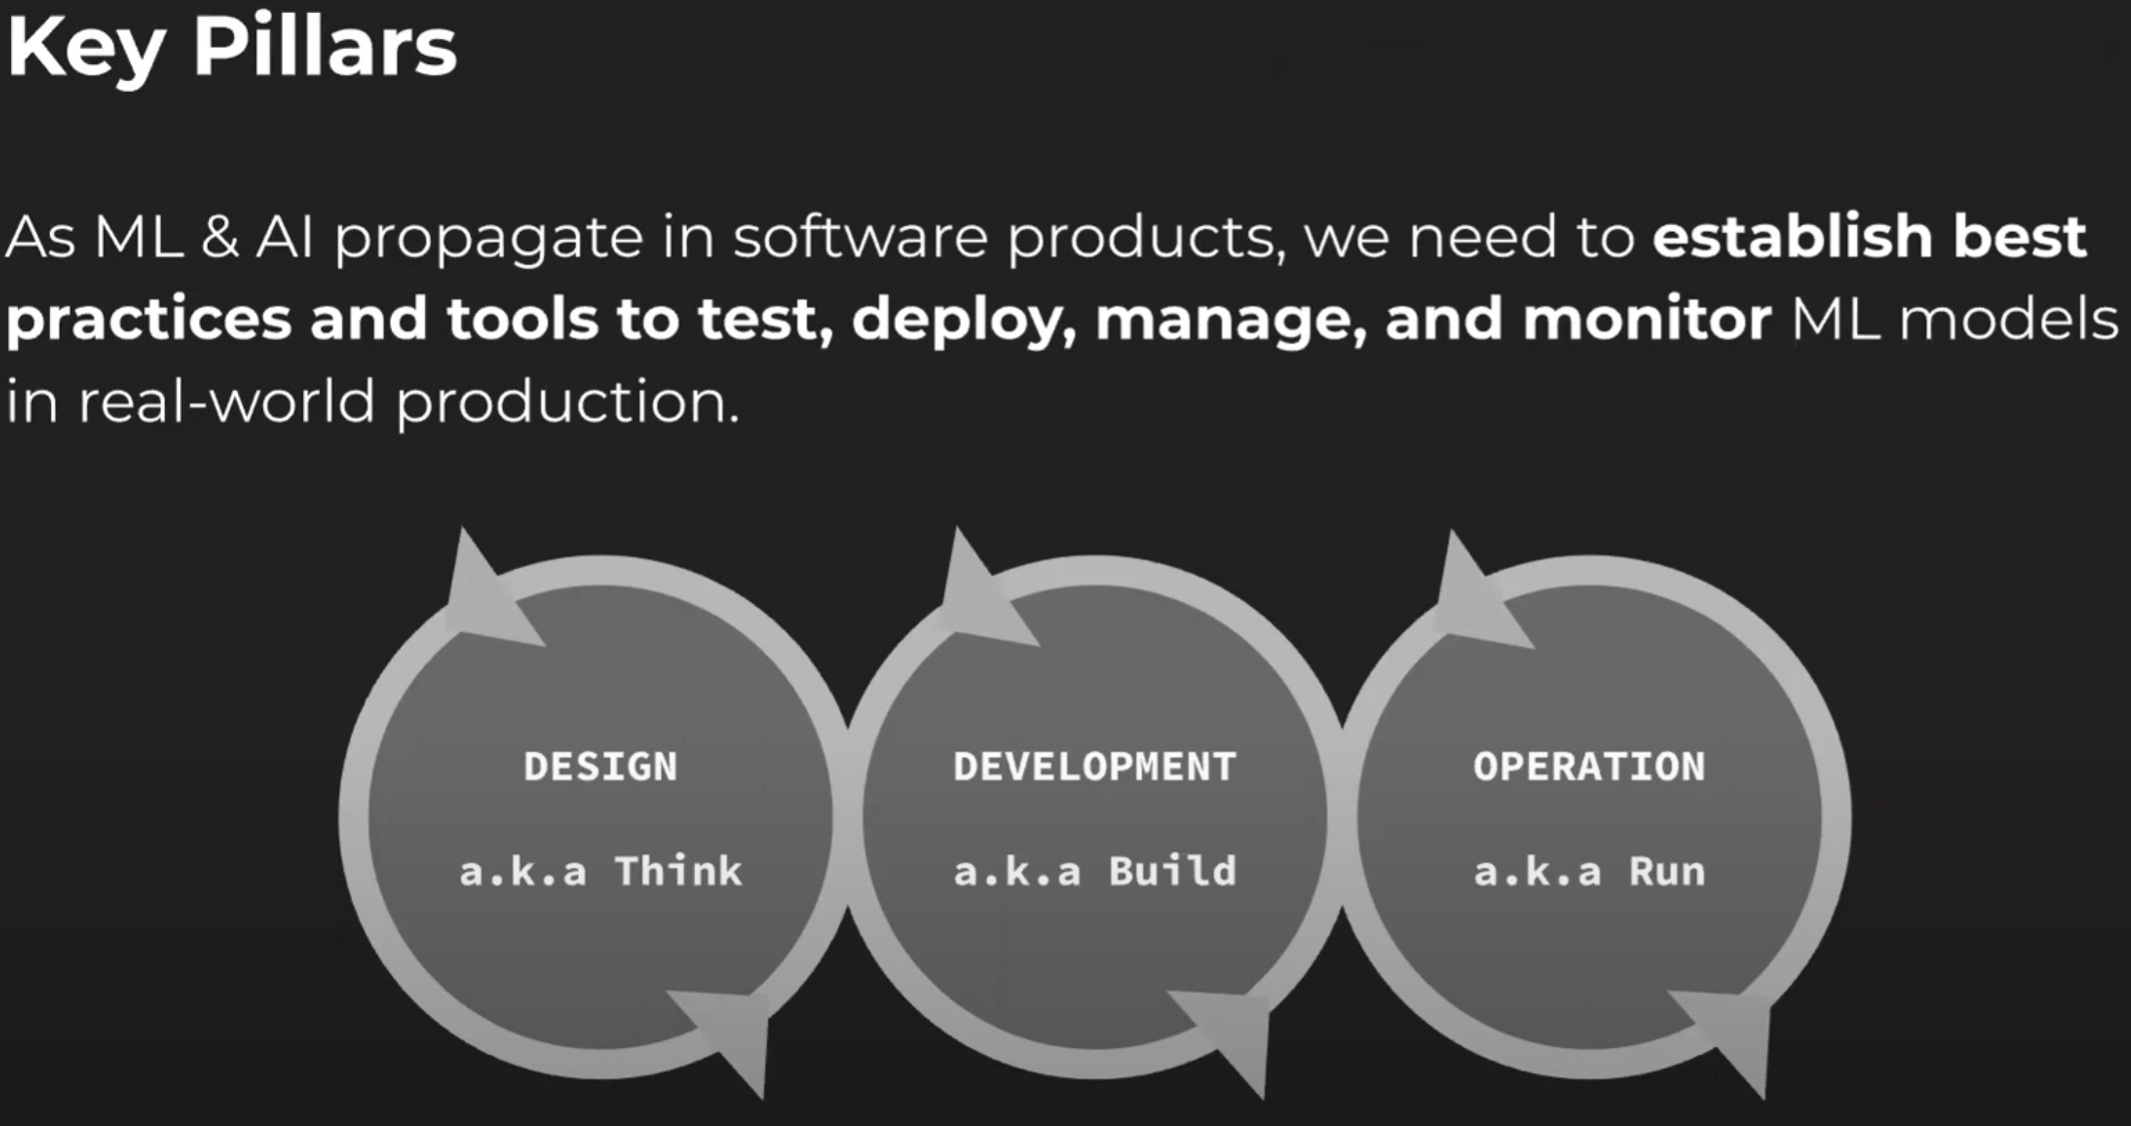 Key Pillars
As ML & AI propagate in software products, we need to establish best
practices and tools to test, deploy, manage, and monitor ML models
in real-world production.
DESIGN
a.k.a Think
DEVELOPMENT
a.k.a Build
OPERATION
a.k.a Run